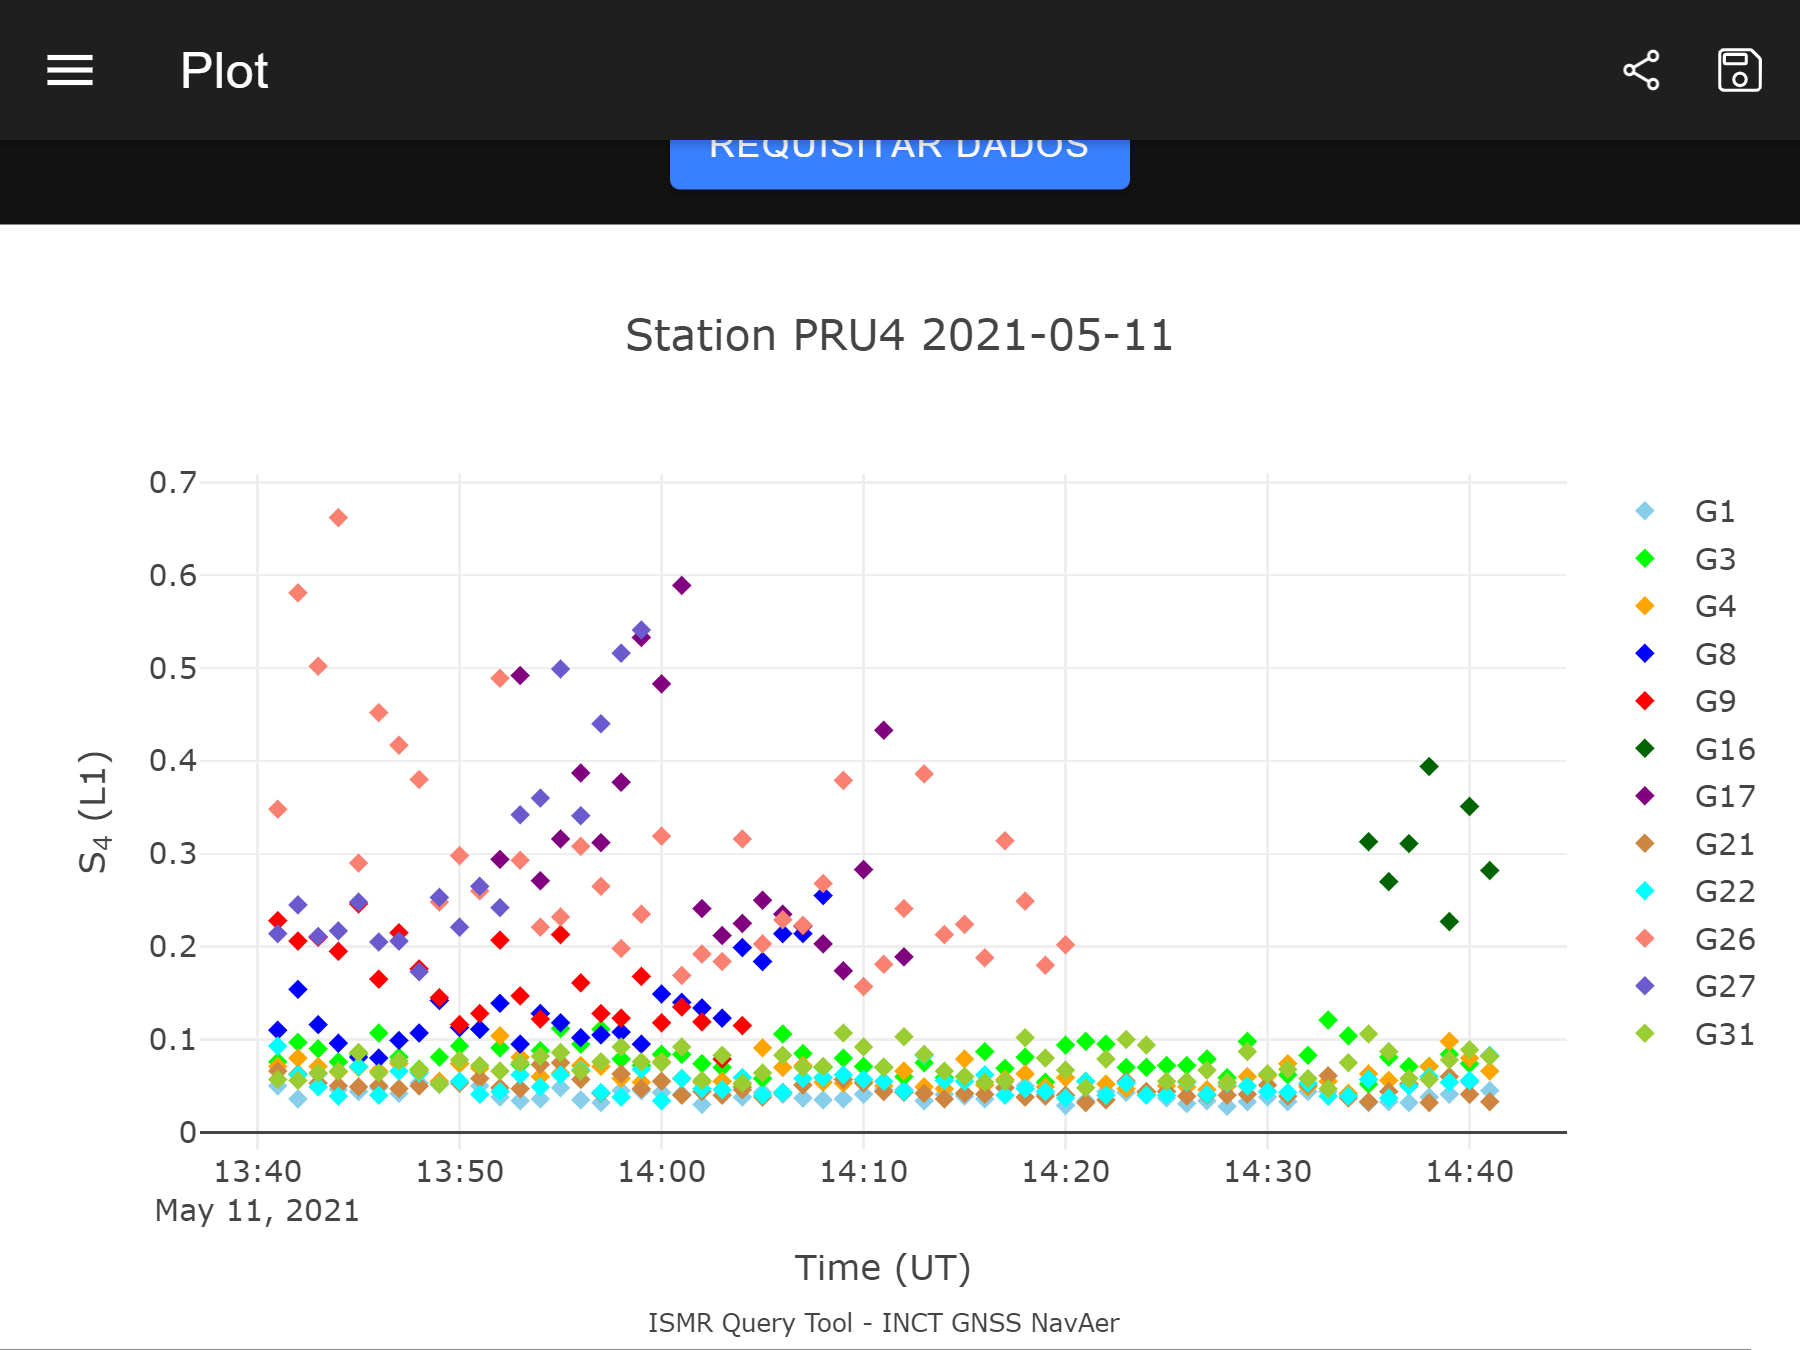 Plot
REQUISITAR DADOS
Station PRU4 2021-05-11
0.7
0.6
0.5
0.4
0.3
0.2
0.1
0
S4 (L1)
13:40
13:50
14:00
14:10
14:20
14:30
14:40
May 11, 2021
Time (UT)
G1
G3
G4
G8
G9
G16
G17
G21
G22
G26
G27
G31
ISMR Query Tool - INCT GNSS NavAer